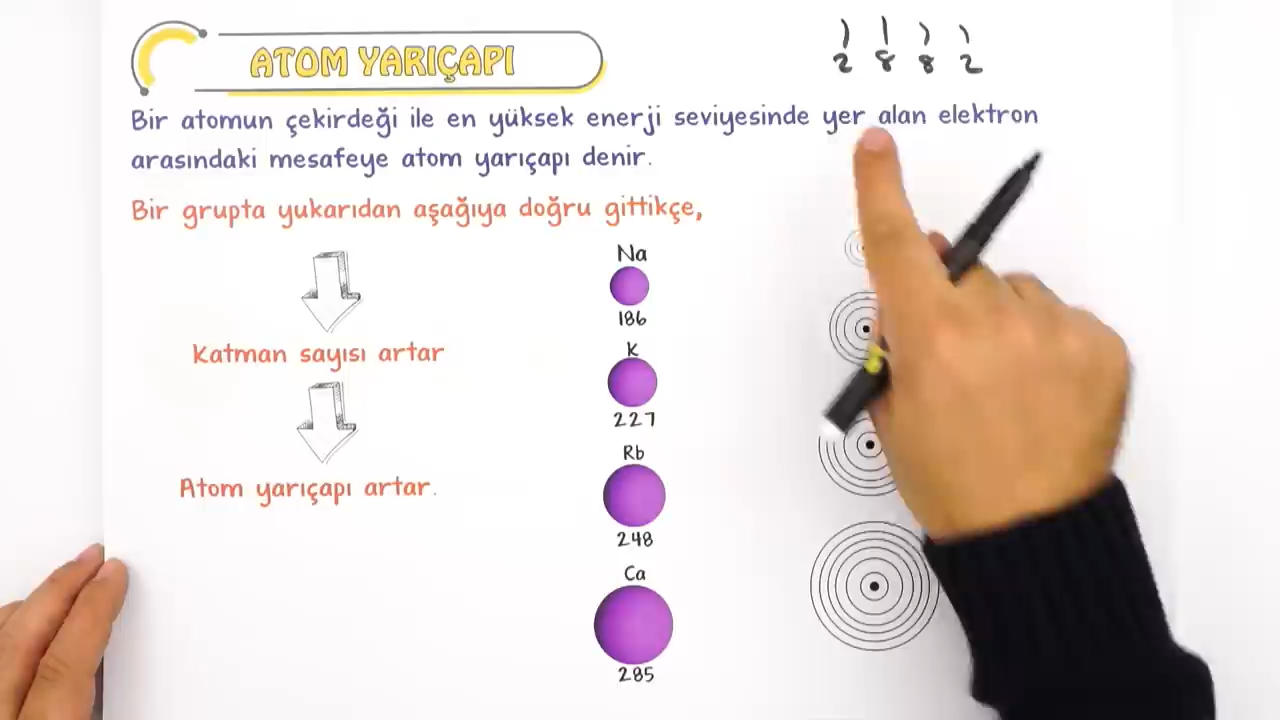 ATOM YARIÇAPI
2 8 8 2
Bir atomun çekirdeği ile en yüksek enerji seviyesinde yer alan elektron
arasındaki mesafeye atom yarıçapı denir.
Bir grupta yukarıdan aşağıya doğru gittikçe,
Katman sayısı artar
Atom yarıçapı artar.
Na
186
K
227
Rb
248
Ca
285